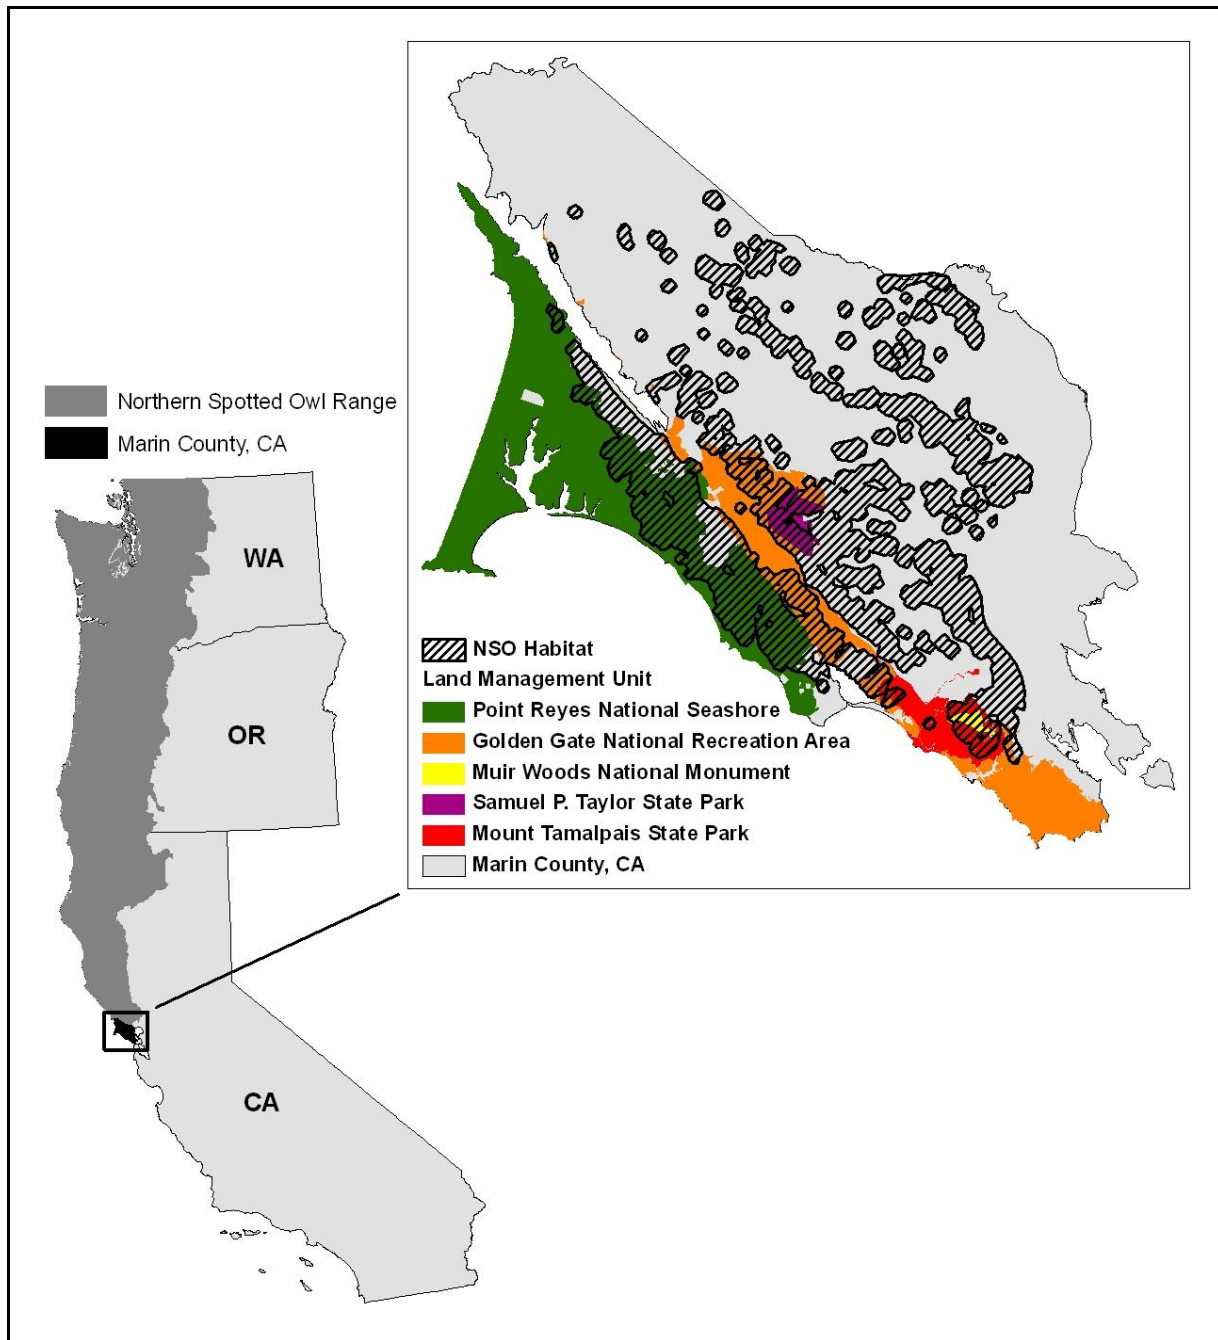 Northern Spotted Owl Range
Marin County, CA
WA
OR
CA
NSO Habitat
Land Management Unit
Point Reyes National Seashore
Golden Gate National Recreation Area
Muir Woods National Monument
Samuel P. Taylor State Park
Mount Tamalpais State Park
Marin County, CA